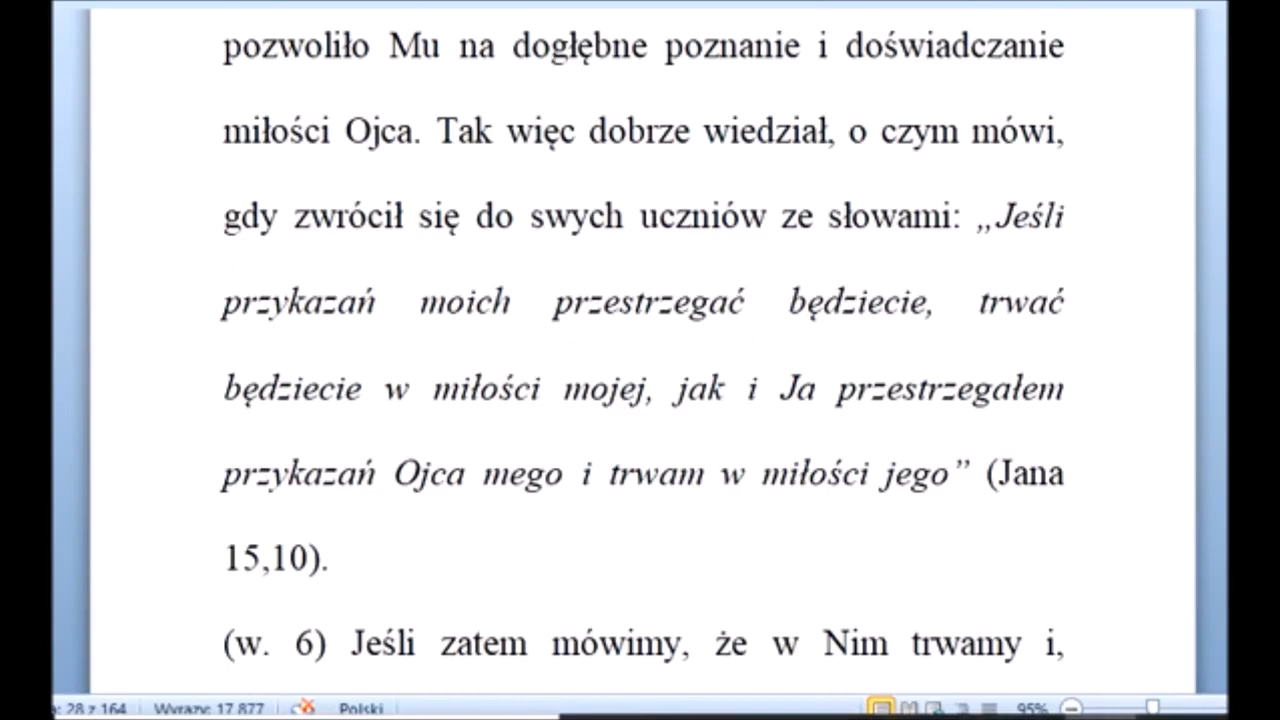 pozwoliło Mu na dogłębne poznanie i doświadczanie
miłości Ojca. Tak więc dobrze wiedział, o czym mówi,
gdy zwrócił się do swych uczniów ze słowami: „Jeśli
przykazań moich przestrzegać będziecie, trwać
będziecie w miłości mojej, jak i Ja przestrzegałem
przykazań Ojca mego i trwam w miłości jego” (Jana
15,10).
(w. 6) Jeśli zatem mówimy, że w Nim trwamy i,
: 28 z 164 Wyrazy: 17 877 Polski 95%